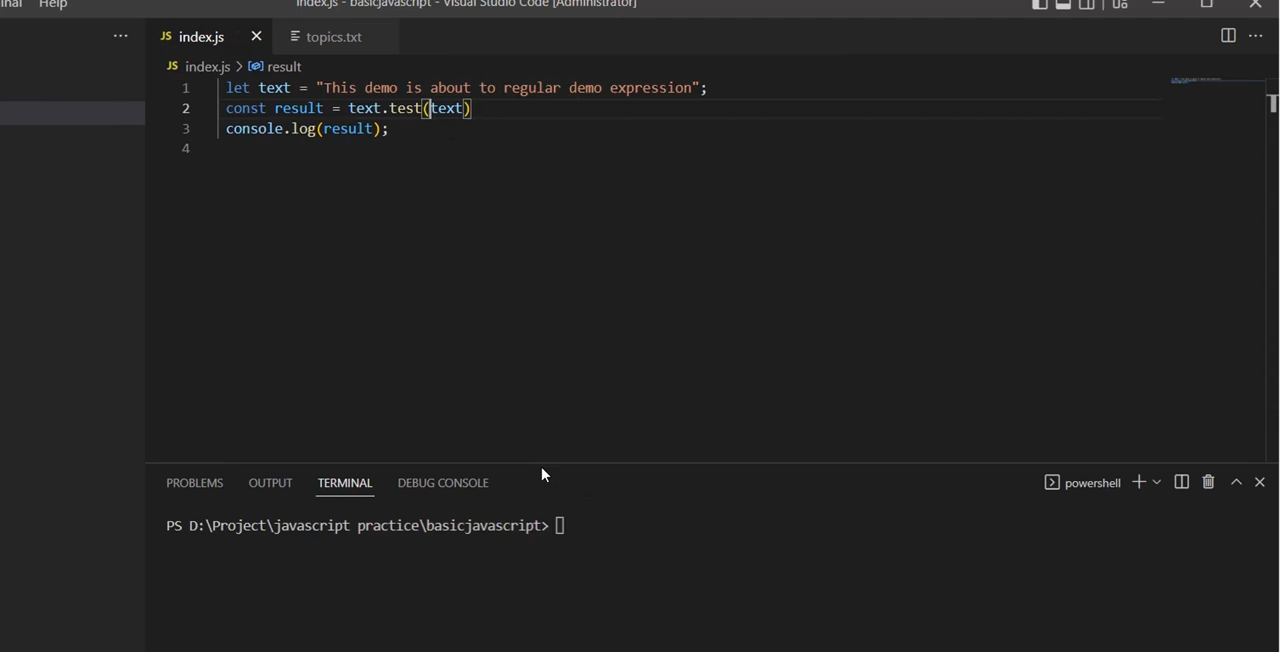 inal Help index.js - basicjavascript - Visual Studio Code [Administrator]
JS index.js topics.txt
JS index.js > result
1 let text = "This demo is about to regular demo expression";
2 const result = text.test(text)
3 console.log(result);
4
PROBLEMS OUTPUT TERMINAL DEBUG CONSOLE powershell
PS D:\Project\javascript practice\basicjavascript>